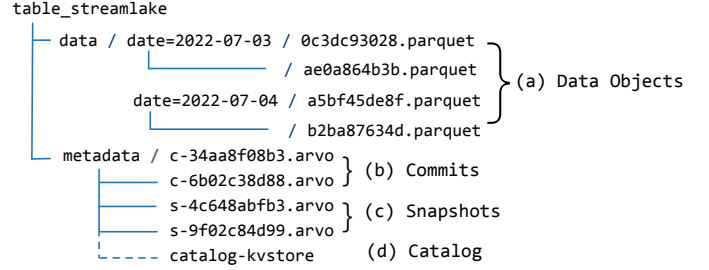 table_streamlake
data / date=2022-07-03 / 0c3dc93028.parquet
/ ae0a864b3b.parquet
(a) Data Objects
date=2022-07-04 / a5bf45de8f.parquet
/ b2ba87634d.parquet
metadata / c-34aa8f08b3.arvo
c-6b02c38d88.arvo
(b) Commits
s-4c648abfb3.arvo
s-9f02c84d99.arvo
(c) Snapshots
catalog-kvstore
(d) Catalog